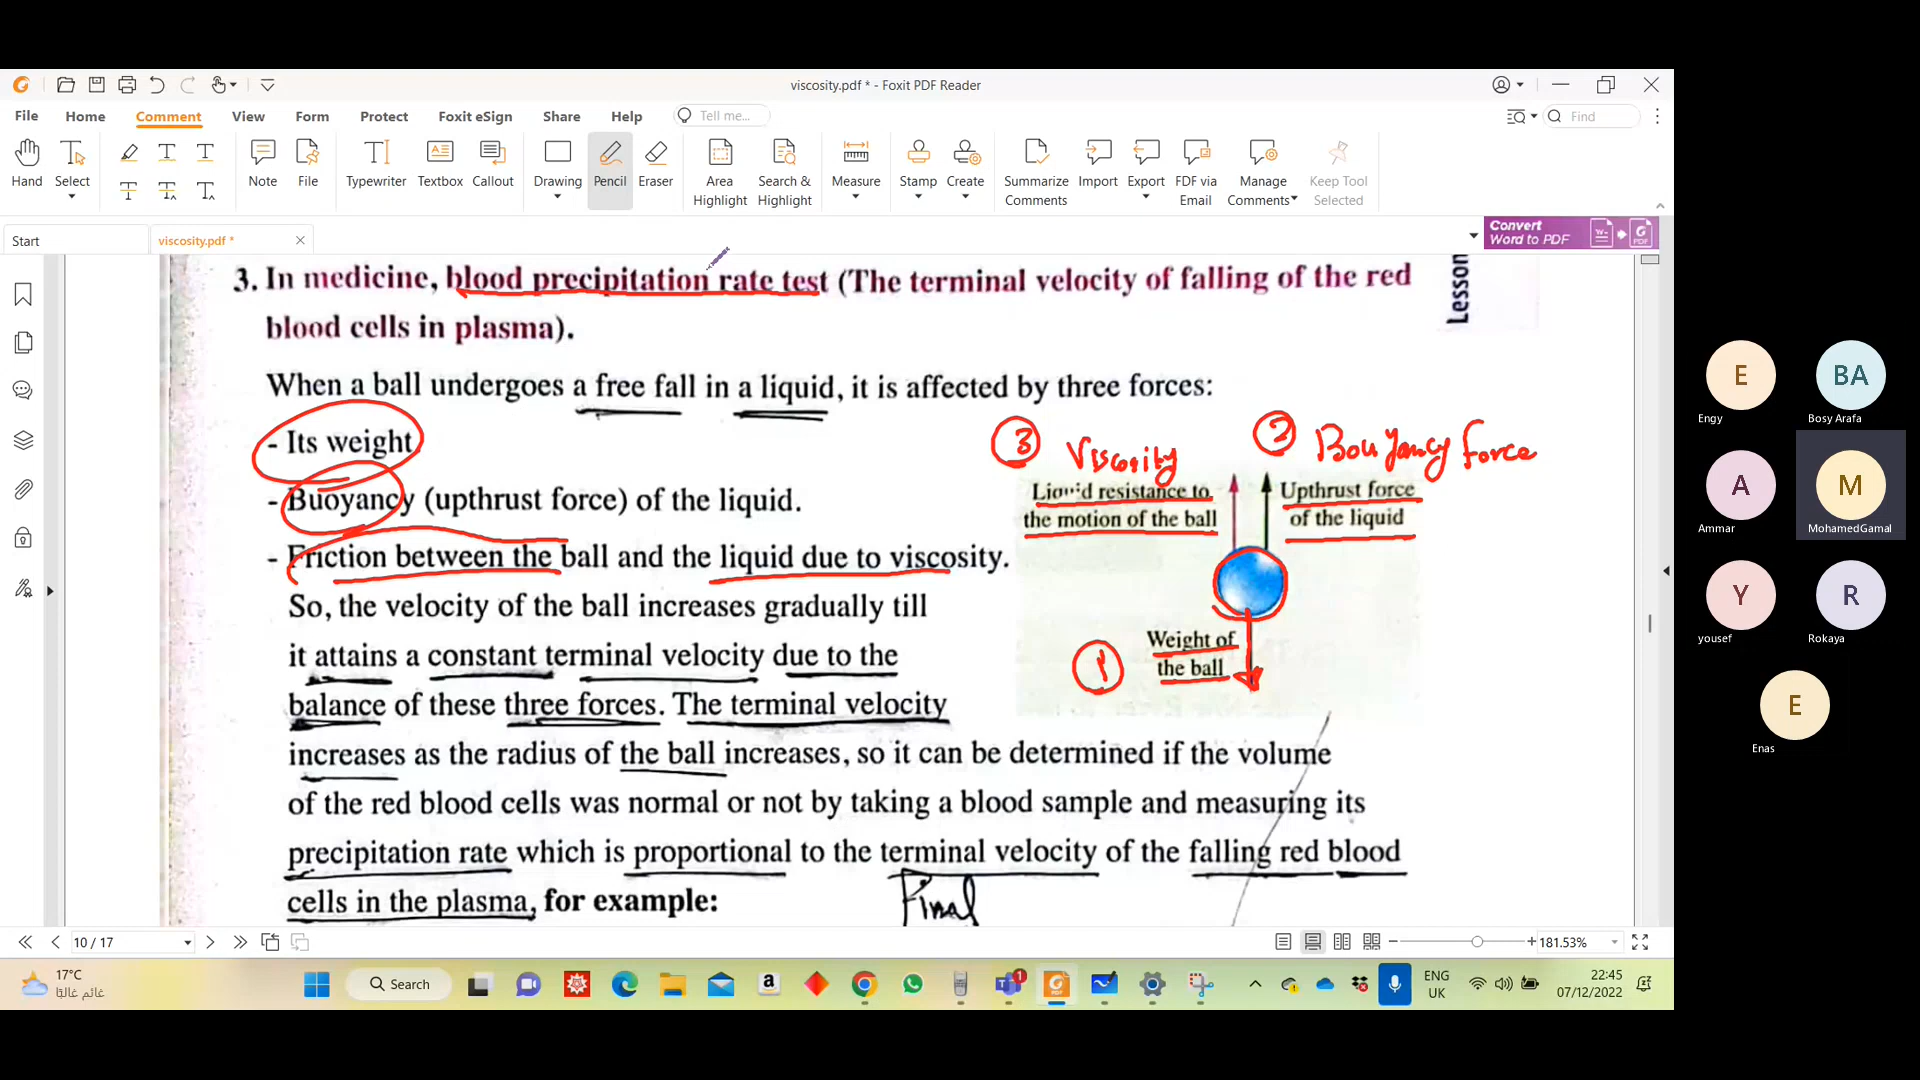 viscosity.pdf * - Foxit PDF Reader
File Home Comment View Form Protect Foxit eSign Share Help Tell me... Find
Hand Select Note File Typewriter Textbox Callout Drawing Pencil Eraser Area Highlight Search & Highlight Measure Stamp Create Summarize Comments Import Export FDF via Email Manage Comments Keep Tool Selected
Start viscosity.pdf * Convert Word to PDF
3. In medicine, blood precipitation rate test (The terminal velocity of falling of the red
blood cells in plasma).
Lesson
When a ball undergoes a free fall in a liquid, it is affected by three forces:
- Its weight
- Buoyancy (upthrust force) of the liquid.
- Friction between the ball and the liquid due to viscosity.
So, the velocity of the ball increases gradually till
it attains a constant terminal velocity due to the
balance of these three forces. The terminal velocity
increases as the radius of the ball increases, so it can be determined if the volume
of the red blood cells was normal or not by taking a blood sample and measuring its
precipitation rate which is proportional to the terminal velocity of the falling red blood
cells in the plasma, for example:
Final
3 Viscosity
Liquid resistance to
the motion of the ball
2 Bouyancy force
Upthrust force
of the liquid
1
Weight of
the ball
E BA
Engy Bosy Arafa
A M
Ammar MohamedGamal
Y R
yousef Rokaya
E
Enas
10 / 17 181.53%
17°C
غائم غالبًا
Search
1
ENG
UK
22:45
07/12/2022